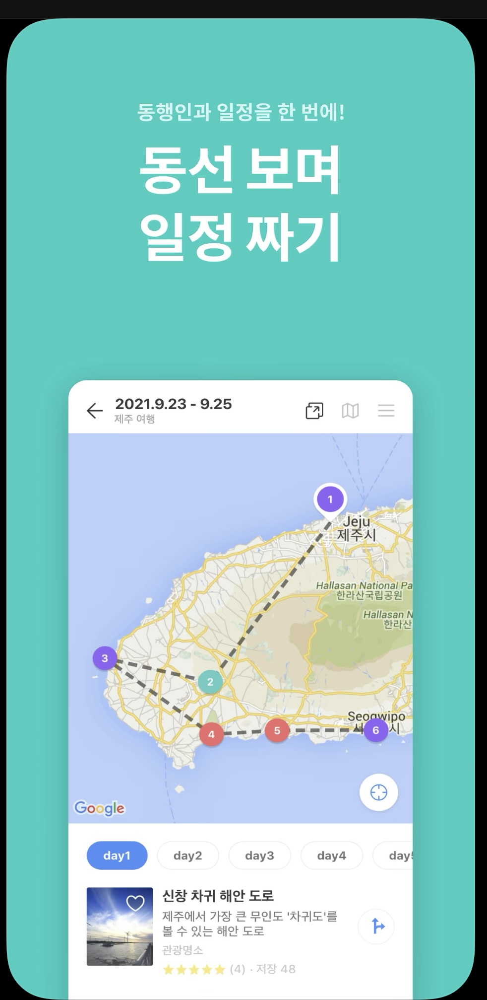 동행인과 일정을 한 번에!
동선 보며
일정 짜기
2021.9.23 - 9.25
제주 여행
1
Jeju
제주시
Hallasan National Pa
한라산국립공원
Hallasan N
한라산
3
2
Seogwipo
서 시
4
5
6
Google
day1
day2
day3
day4
day5
신창 차귀 해안 도로
제주에서 가장 큰 무인도 '차귀도'를
볼 수 있는 해안 도로
관광명소
(4) · 저장 48